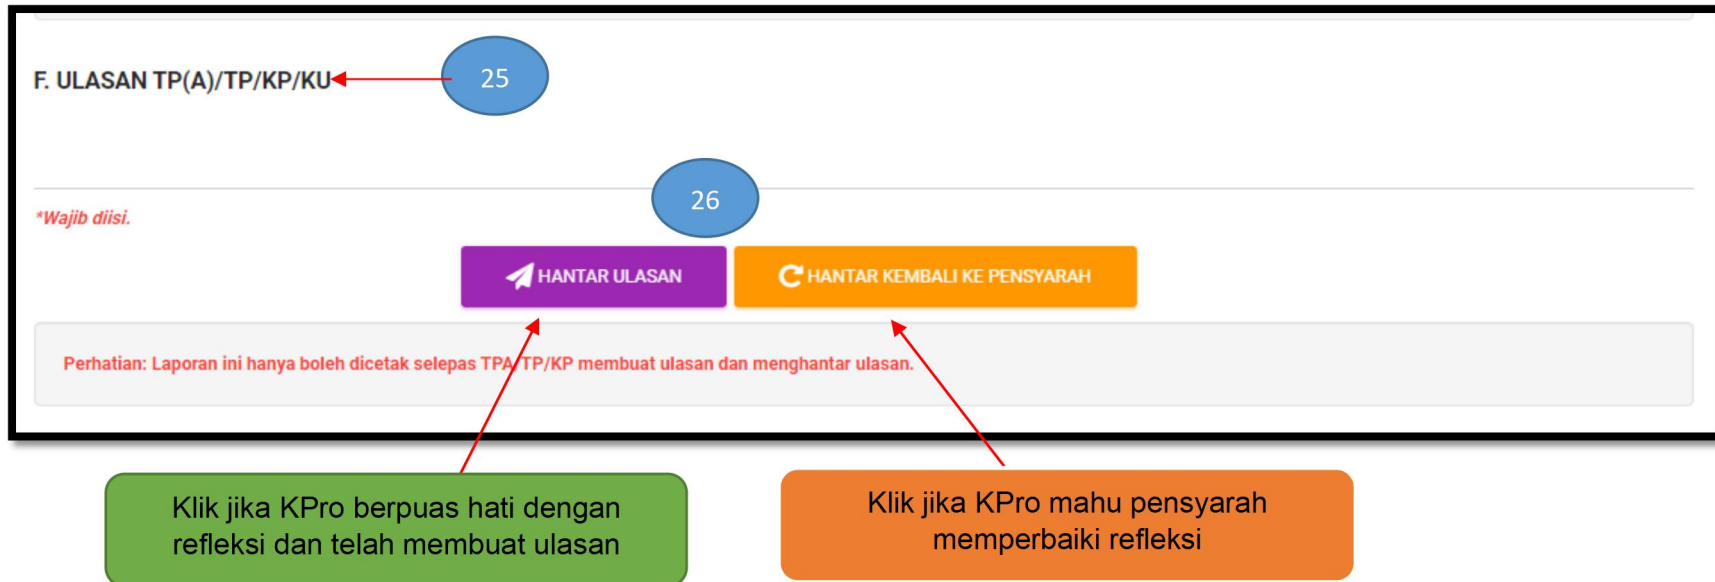 F. ULASAN TP(A)/TP/KP/KU
25
26
*Wajib diisi.
HANTAR ULASAN
HANTAR KEMBALI KE PENSYARAH
Perhatian: Laporan ini hanya boleh dicetak selepas TPA/TP/KP membuat ulasan dan menghantar ulasan.
Klik jika KPro berpuas hati dengan
refleksi dan telah membuat ulasan
Klik jika KPro mahu pensyarah
memperbaiki refleksi